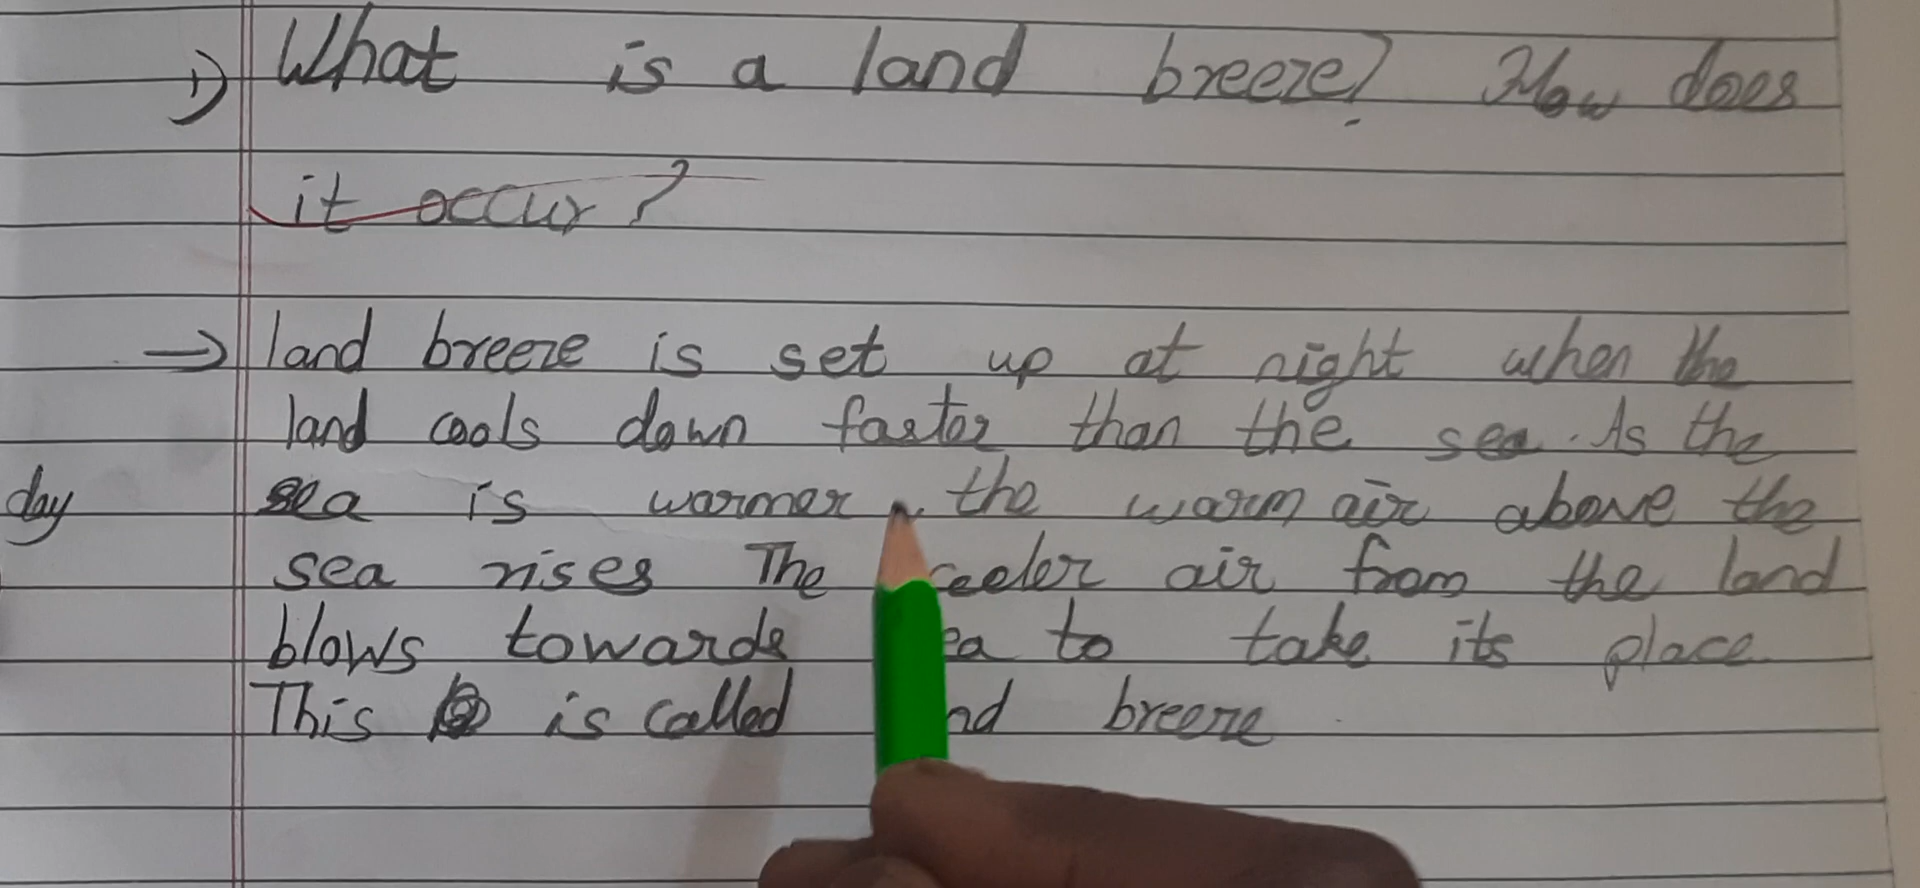 1) What is a land breeze? How does
it occur?
→ land breeze is set up at night when the
land cools down faster than the sea. As the
day sea is warmer, the warm air above the
sea rises The cooler air from the land
blows towards to take its place
This is called breeze